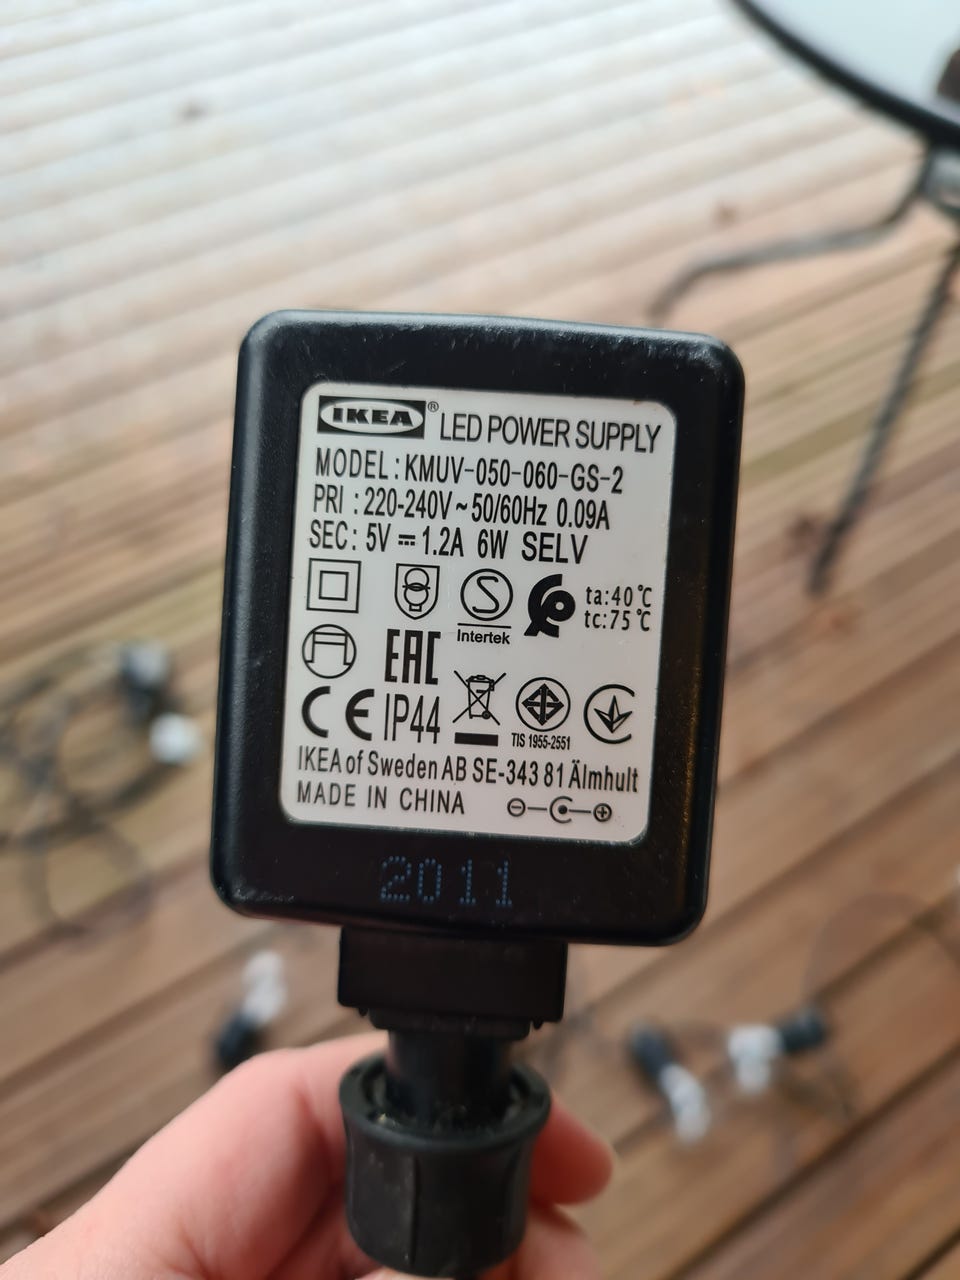 IKEA® LED POWER SUPPLY
MODEL : KMUV-050-060-GS-2
PRI : 220-240V ~ 50/60Hz 0.09A
SEC: 5V ⎓ 1.2A 6W SELV
S
Intertek
ta:40℃
tc:75℃
EAC
CE IP44
TIS 1955-2551
IKEA of Sweden AB SE-343 81 Älmhult
MADE IN CHINA
2011